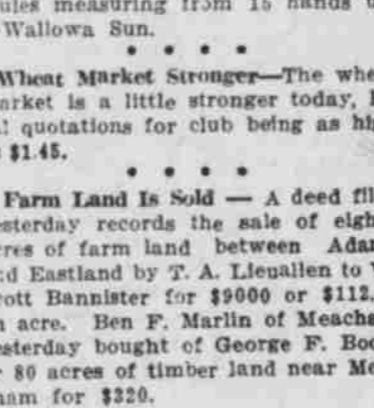 ules measuring from 15 hands
Wallowa Sun.
Wheat Market Stronger—The whe
arket is a little stronger today,
l quotations for club being as hi
$1.45.
Farm Land Is Sold — A deed fil
esterday records the sale of eigh
cres of farm land between Ada
d Eastland by T. A. Lieuallen to
ott Bannister for $9000 or $112.
n acre. Ben F. Marlin of Meach
esterday bought of George F. Bo
80 acres of timber land near Me
ham for $320.